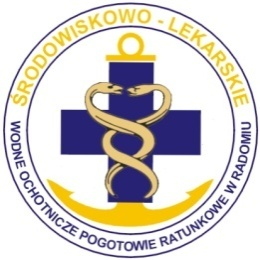 ŚRODOWISKOWO - LEKARSKIE
WODNE OCHOTNICZE POGOTOWIE RATUNKOWE W RADOMIU